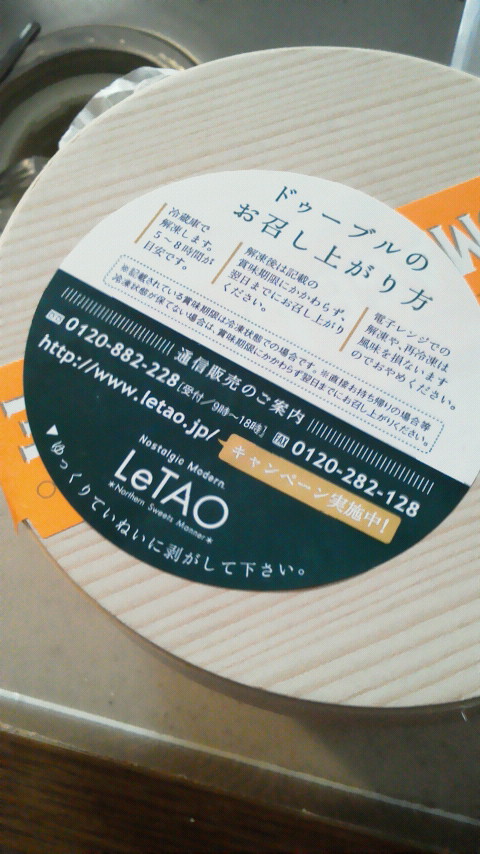 ドゥーブルの
お召し上がり方
冷蔵庫で
解凍します。
5〜8時間が
目安です。
解凍後は記載の
賞味期限にかかわらず、
翌日までにお召し上がり
ください。
電子レンジでの
解凍や、再冷凍は
風味を損ないます
のでおやめください。
※記載されている賞味期限は冷凍状態での場合です。※直接お持ち帰りの場合等
冷凍状態が保てない場合は、賞味期限にかかわらず翌日までにお召し上がりください。
通信販売のご案内
0120-882-228 [受付/9時〜18時] FAX 0120-282-128
http://www.letao.jp/
キャンペーン実施中!
Nostalgic Modern.
LeTAO
*Northern Sweets Manner*
▶ゆっくりていねいに剥がして下さい。